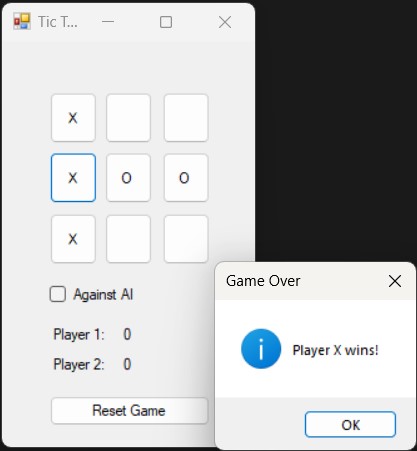 Tic T...
X
X O O
X
Against AI
Player 1: 0
Player 2: 0
Reset Game
Game Over
Player X wins!
OK